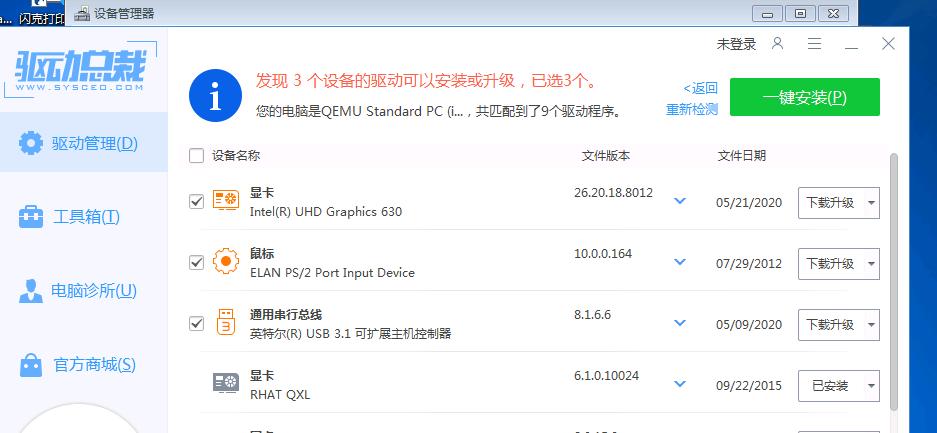 a... 闪克打印
设备管理器
未登录
驱动总裁
WWW.SYSCEO.COM
驱动管理(D)
工具箱(T)
电脑诊所(U)
官方商城(S)
发现 3 个设备的驱动可以安装或升级，已选3个。
您的电脑是QEMU Standard PC (i...，共匹配到了9个驱动程序。
<返回
重新检测
一键安装(P)
设备名称 文件版本 文件日期
显卡
Intel(R) UHD Graphics 630
26.20.18.8012 05/21/2020 下载升级
鼠标
ELAN PS/2 Port Input Device
10.0.0.164 07/29/2012 下载升级
通用串行总线
英特尔(R) USB 3.1 可扩展主机控制器
8.1.6.6 05/09/2020 下载升级
显卡
RHAT QXL
6.1.0.10024 09/22/2015 已安装